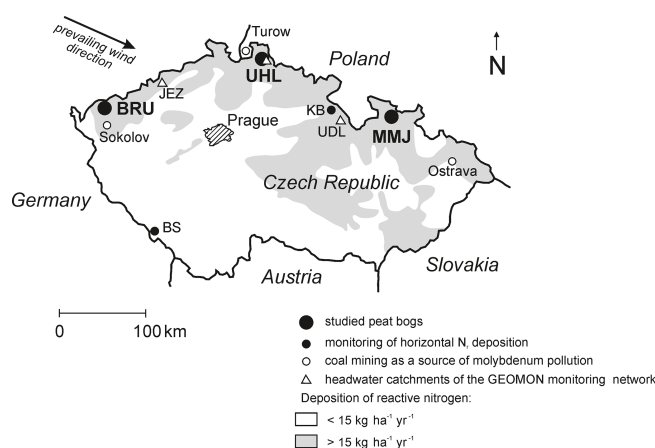 prevailing wind
direction
Turow
UHL
Poland
N
JEZ
BRU
Sokolov
Prague
KB
UDL
MMJ
Ostrava
Czech Republic
Germany
BS
Slovakia
Austria
0 100 km
studied peat bogs
monitoring of horizontal Nr deposition
coal mining as a source of molybdenum pollution
headwater catchments of the GEOMON monitoring network
Deposition of reactive nitrogen:
< 15 kg ha⁻¹ yr⁻¹
> 15 kg ha⁻¹ yr⁻¹